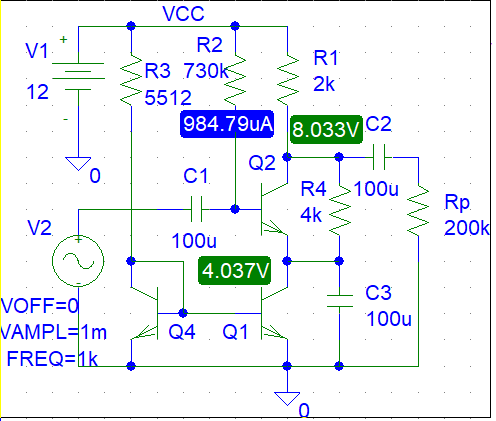 VCC
V1
+
12
-
0
R3
5512
R2
730k
R1
2k
984.79uA
8.033V
C2
100u
Q2
C1
100u
R4
4k
Rp
200k
V2
+
-
4.037V
C3
100u
VOFF=0
VAMPL=1m
FREQ=1k
Q4
Q1
0